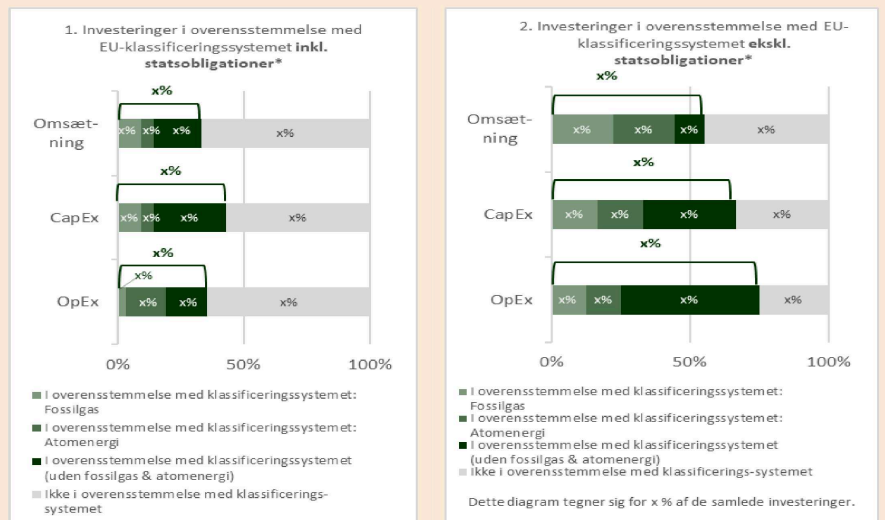 1. Investeringer i overensstemmelse med
EU-klassificeringssystemet inkl.
statsobligationer*
x%
Omsæt-
ning
x%
x%
x%
x%
x%
CapEx
x%
x%
x%
x%
x%
x%
OpEx
x%
x%
x%
0%
50%
100%
I overensstemmelse med klassificeringssystemet:
Fossilgas
I overensstemmelse med klassificeringssystemet:
Atomenergi
I overensstemmelse med klassificeringssystemet
(uden fossilgas & atomenergi)
Ikke i overensstemmelse med klassificerings-
systemet
2. Investeringer i overensstemmelse med EU-
klassificeringssystemet ekskl.
statsobligationer*
x%
Omsæt-
ning
x%
x%
x%
x%
x%
CapEx
x%
x%
x%
x%
x%
OpEx
x%
x%
x%
x%
0%
50%
100%
I overensstemmelse med klassificeringssystemet:
Fossilgas
I overensstemmelse med klassificeringssystemet:
Atomenergi
I overensstemmelse med klassificeringssystemet
(uden fossilgas & atomenergi)
Ikke i overensstemmelse med klassificerings-systemet
Dette diagram tegner sig for x % af de samlede investeringer.